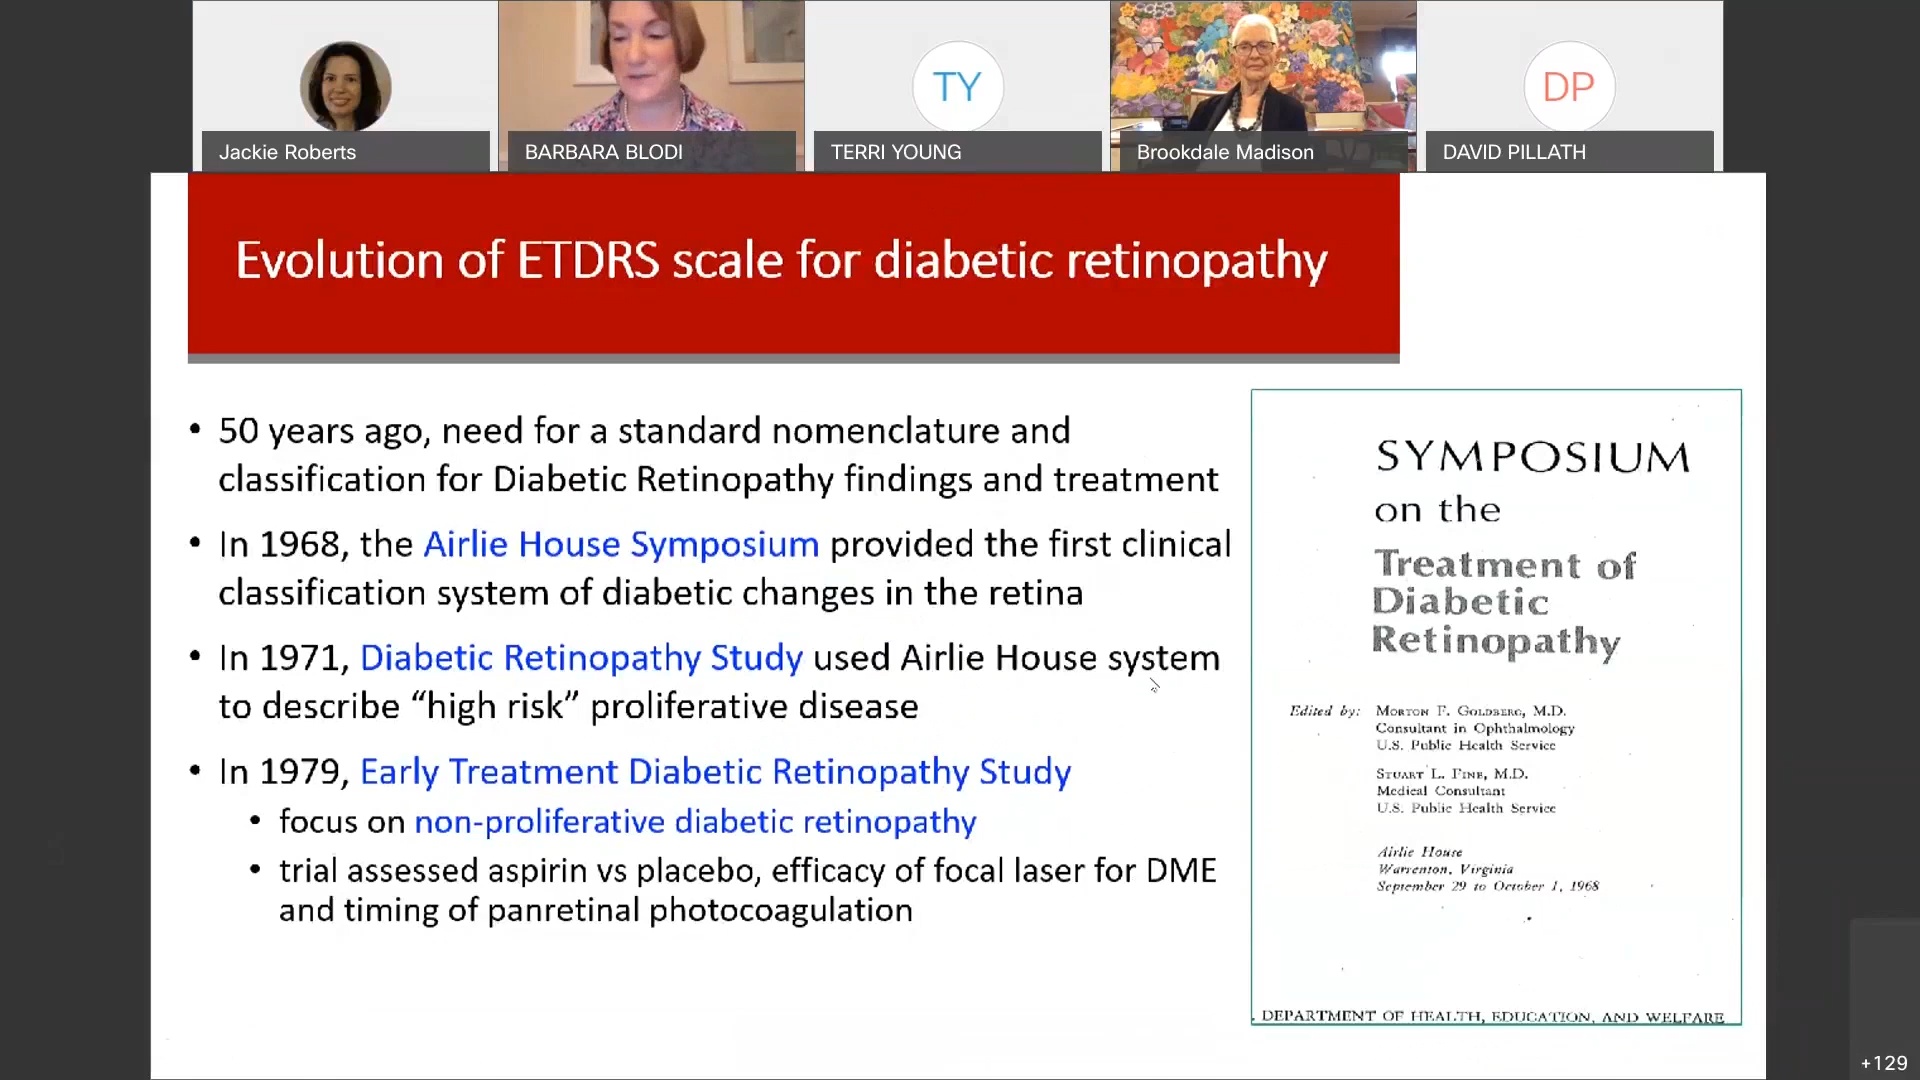 TY
DP
Jackie Roberts
BARBARA BLODI
TERRI YOUNG
Brookdale Madison
DAVID PILLATH
Evolution of ETDRS scale for diabetic retinopathy
• 50 years ago, need for a standard nomenclature and
classification for Diabetic Retinopathy findings and treatment
• In 1968, the Airlie House Symposium provided the first clinical
classification system of diabetic changes in the retina
• In 1971, Diabetic Retinopathy Study used Airlie House system
to describe “high risk” proliferative disease
• In 1979, Early Treatment Diabetic Retinopathy Study
• focus on non-proliferative diabetic retinopathy
• trial assessed aspirin vs placebo, efficacy of focal laser for DME
and timing of panretinal photocoagulation
SYMPOSIUM
on the
Treatment of
Diabetic
Retinopathy
Edited by: MORTON F. GOLDBERG, M.D.
Consultant in Ophthalmology
U.S. Public Health Service
STUART L. FINE, M.D.
Medical Consultant
U.S. Public Health Service
Airlie House
Warrenton, Virginia
September 29 to October 1, 1968
DEPARTMENT OF HEALTH, EDUCATION, AND WELFARE
+129